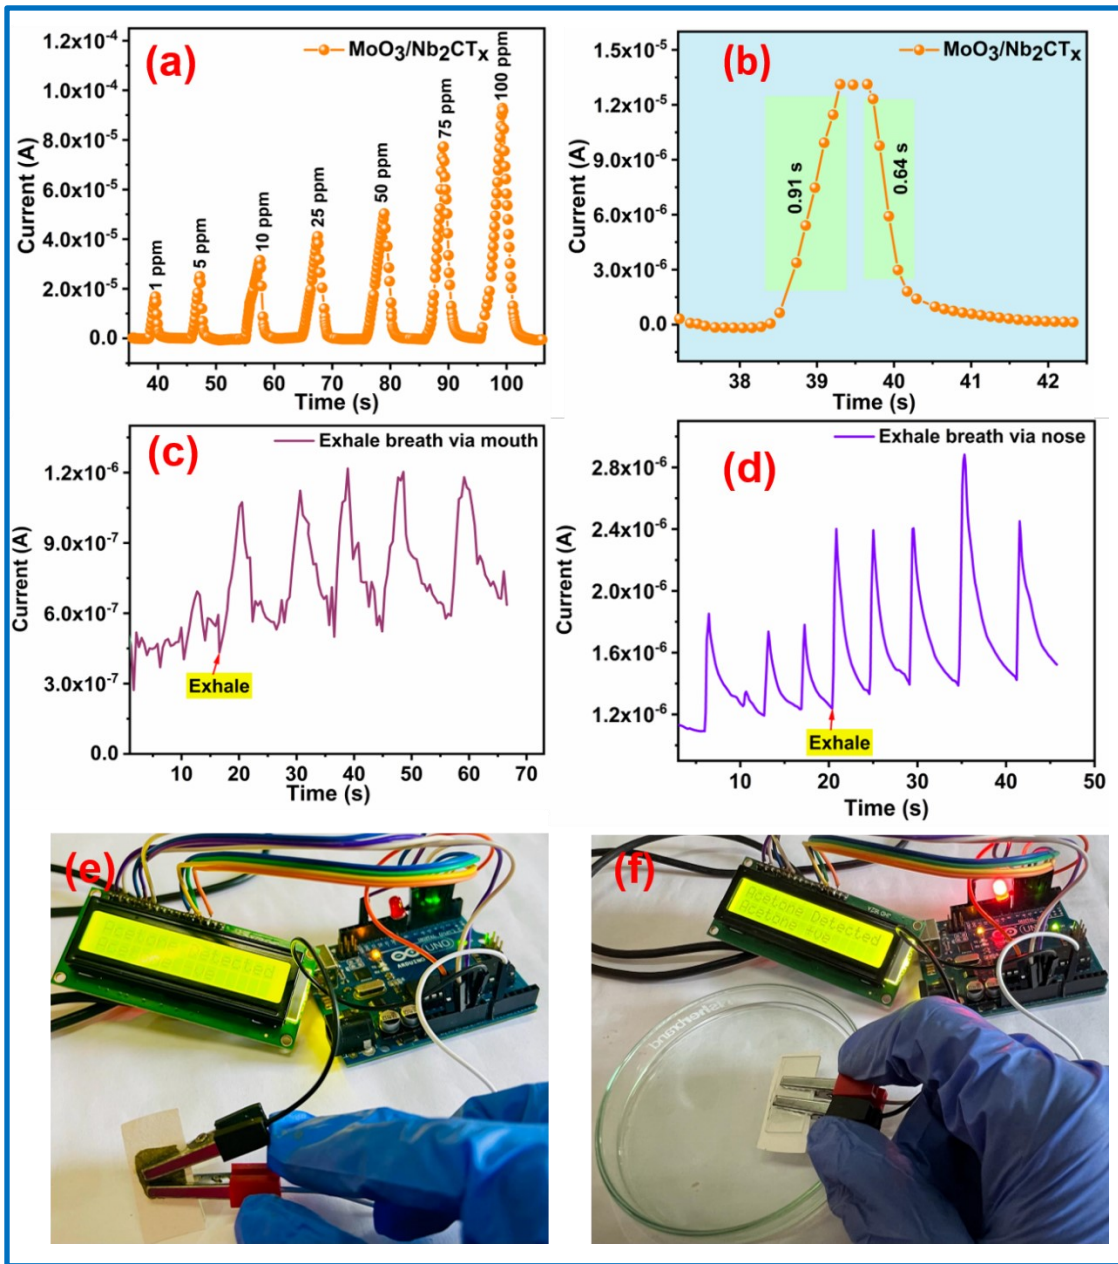 (a)
MoO₃/Nb₂CTₓ
1.2x10⁻⁴
1.0x10⁻⁴
8.0x10⁻⁵
6.0x10⁻⁵
4.0x10⁻⁵
2.0x10⁻⁵
0.0
Current (A)
1 ppm
5 ppm
10 ppm
25 ppm
50 ppm
75 ppm
100 ppm
40 50 60 70 80 90 100
Time (s)
(b)
MoO₃/Nb₂CTₓ
1.5x10⁻⁵
1.2x10⁻⁵
9.0x10⁻⁶
6.0x10⁻⁶
3.0x10⁻⁶
0.0
Current (A)
0.91 s
0.64 s
38 39 40 41 42
Time (s)
(c)
Exhale breath via mouth
1.2x10⁻⁶
9.0x10⁻⁷
6.0x10⁻⁷
3.0x10⁻⁷
0.0
Current (A)
Exhale
10 20 30 40 50 60 70
Time (s)
(d)
Exhale breath via nose
2.8x10⁻⁶
2.4x10⁻⁶
2.0x10⁻⁶
1.6x10⁻⁶
1.2x10⁻⁶
Current (A)
Exhale
10 20 30 40 50
Time (s)
(e)
Acetone Detected
UNO
ARDUINO
(f)
Acetone Detected
Acetone +ve
UNO